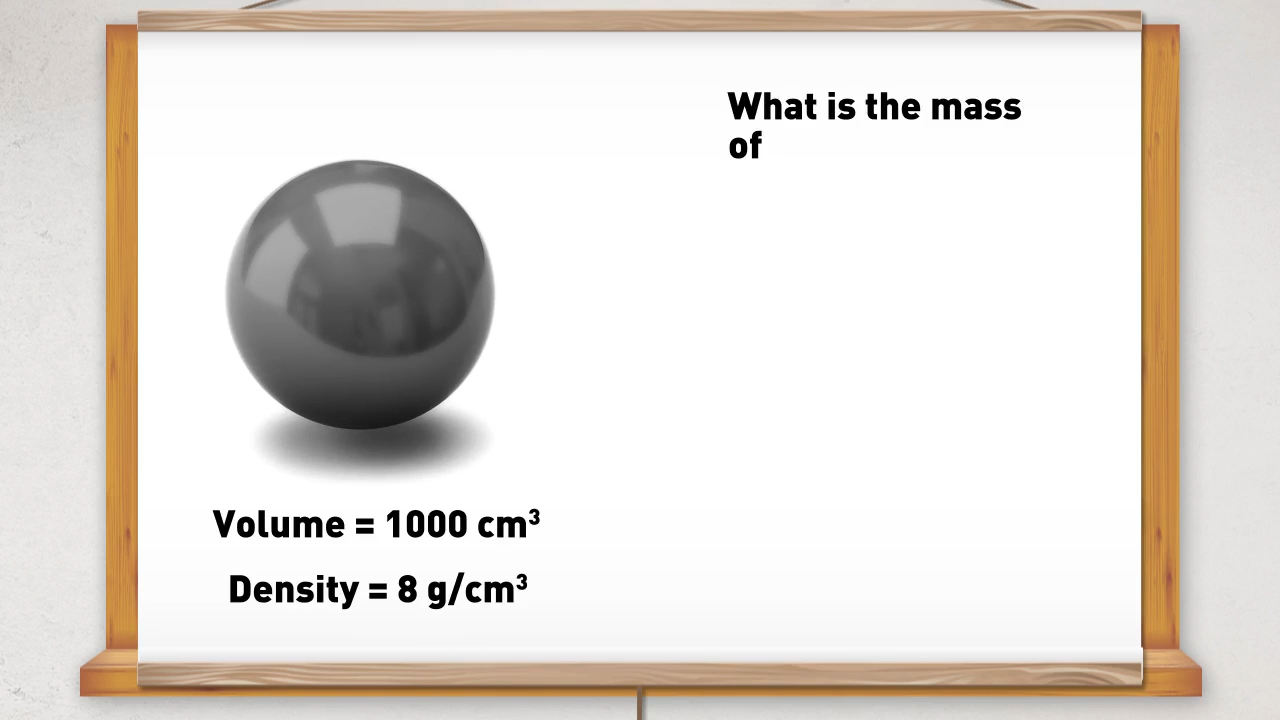 What is the mass
of
Volume = 1000 cm³
Density = 8 g/cm³